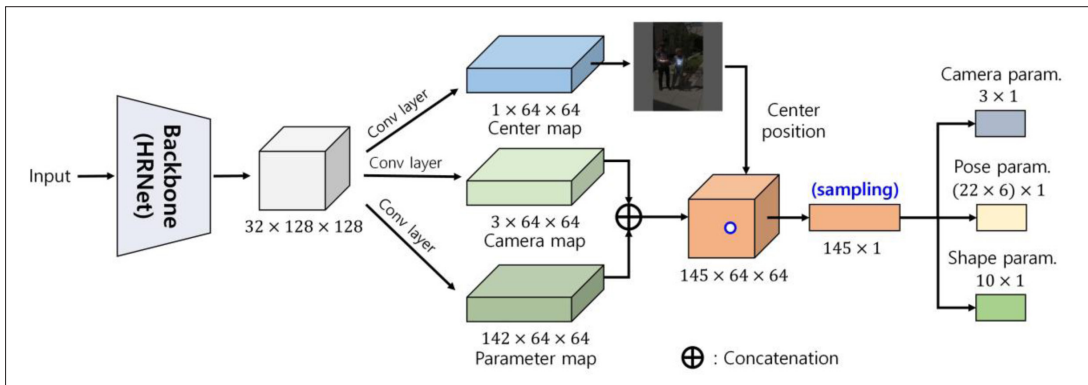 Input
Backbone
(HRNet)
32 × 128 × 128
Conv layer
Conv layer
Conv layer
1 × 64 × 64
Center map
3 × 64 × 64
Camera map
142 × 64 × 64
Parameter map
Center
position
145 × 64 × 64
(sampling)
145 × 1
Camera param.
3 × 1
Pose param.
(22 × 6) × 1
Shape param.
10 × 1
⊕ : Concatenation